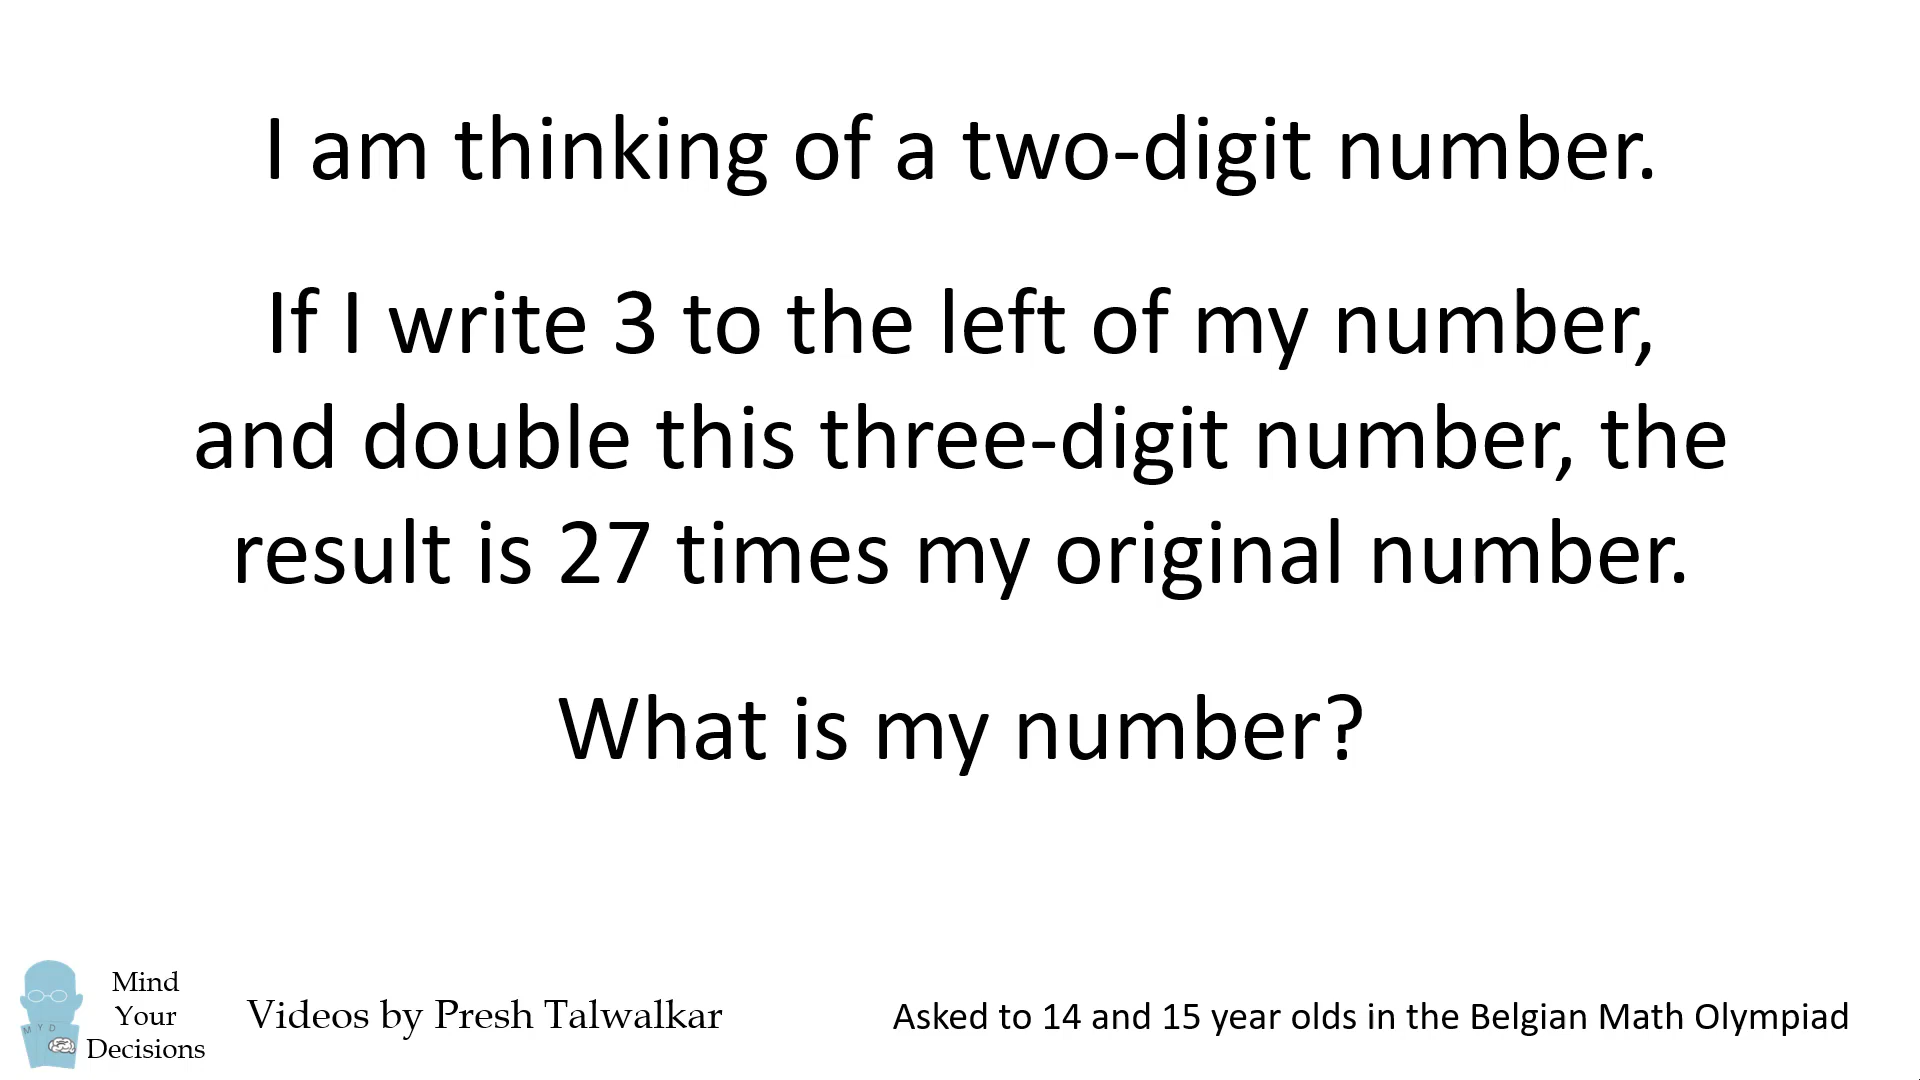 I am thinking of a two-digit number.
If I write 3 to the left of my number,
and double this three-digit number, the
result is 27 times my original number.
What is my number?
Mind
Your
Decisions
MYD
Videos by Presh Talwalkar
Asked to 14 and 15 year olds in the Belgian Math Olympiad